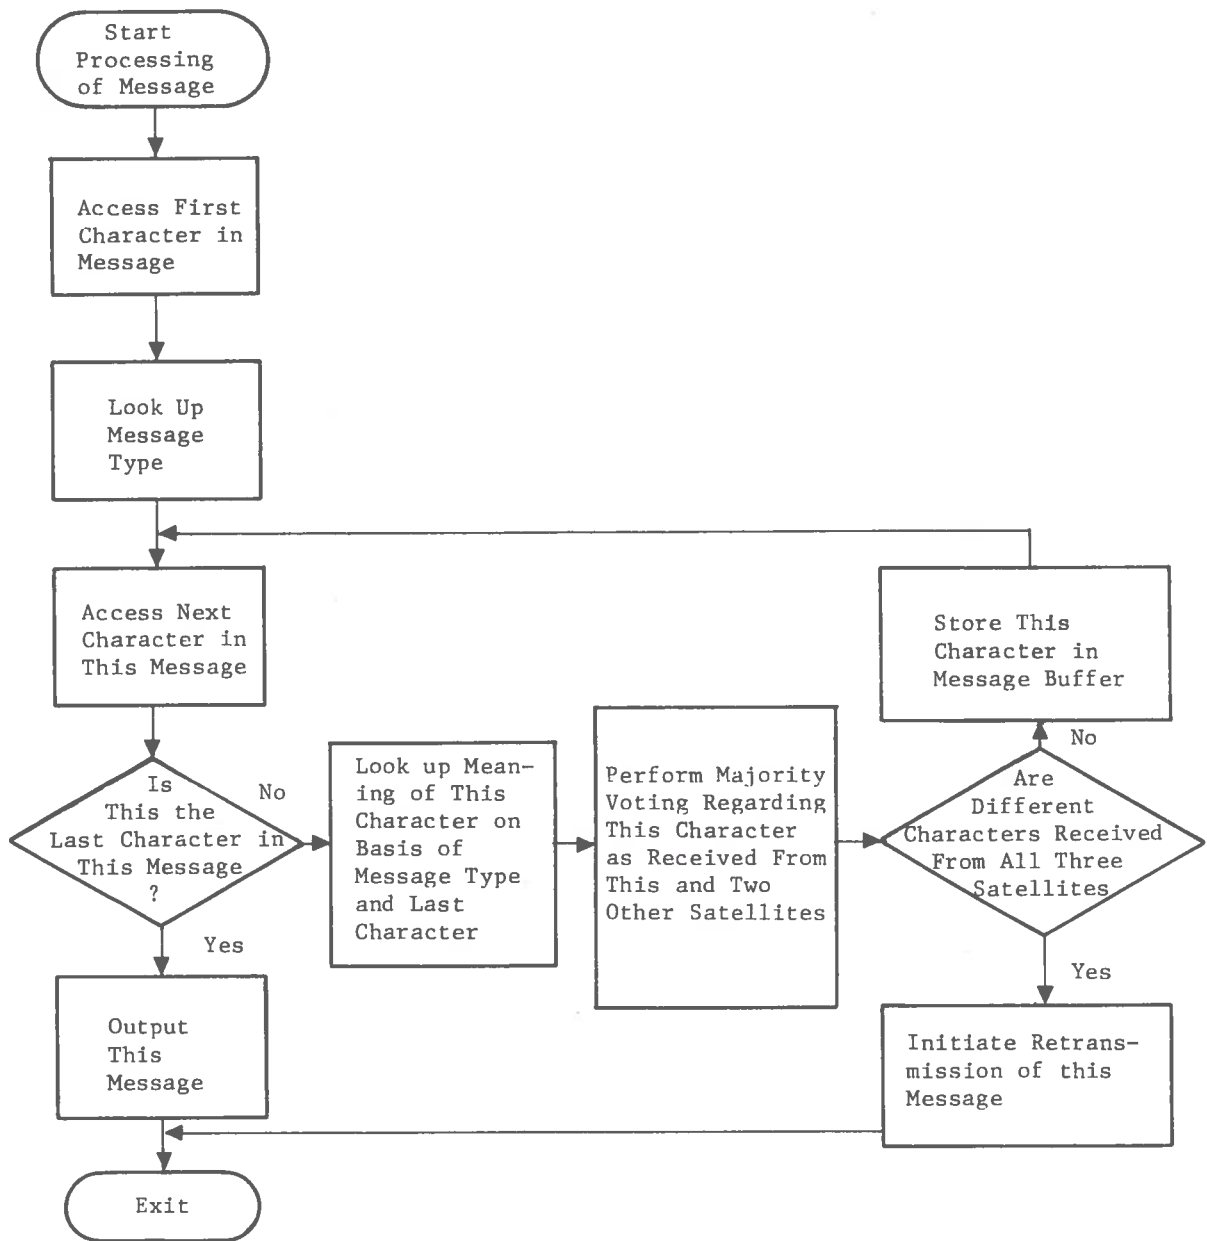 Start
Processing
of Message
Access First
Character in
Message
Look Up
Message
Type
Access Next
Character in
This Message
Is
This the
Last Character in
This Message
?
No
Yes
Look up Mean-
ing of This
Character on
Basis of
Message Type
and Last
Character
Perform Majority
Voting Regarding
This Character
as Received From
This and Two
Other Satellites
Are
Different
Characters Received
From All Three
Satellites
No
Yes
Store This
Character in
Message Buffer
Initiate Retrans-
mission of this
Message
Output
This
Message
Exit